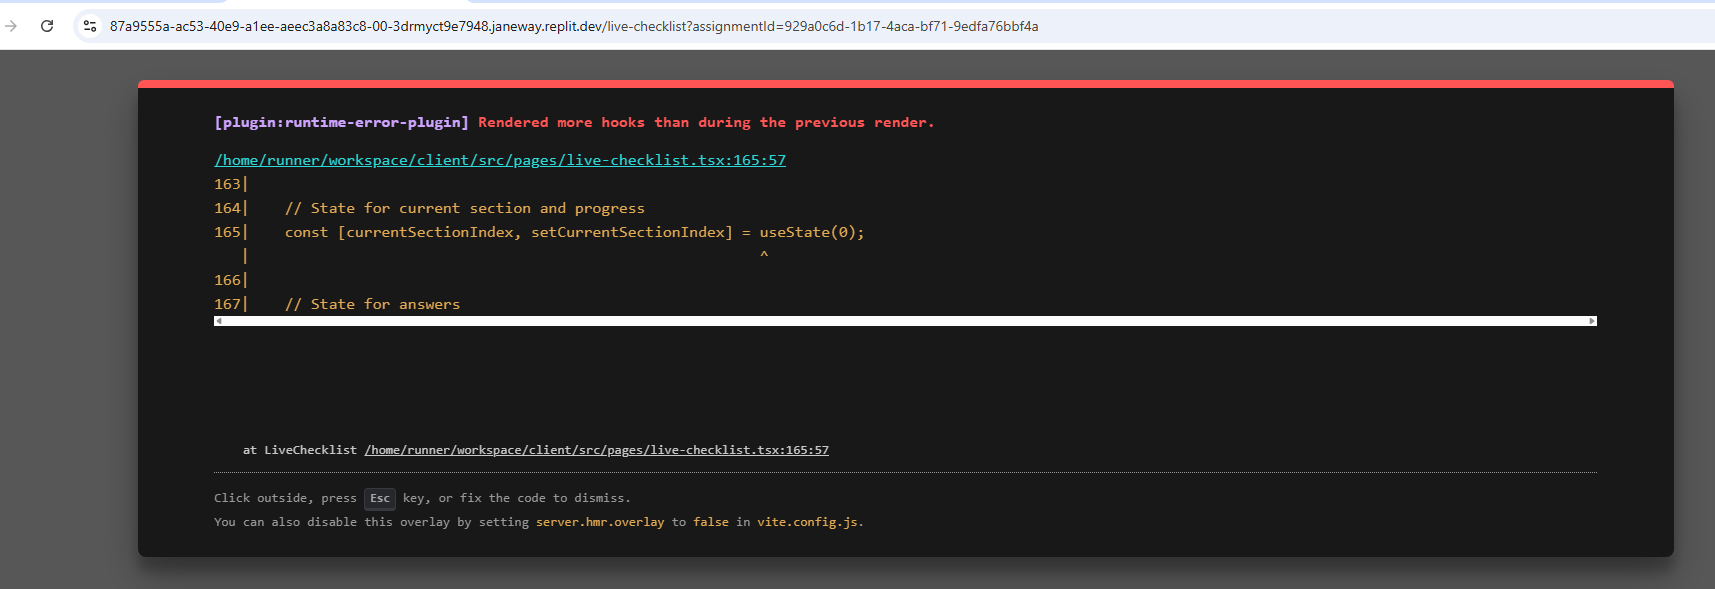 87a9555a-ac53-40e9-a1ee-aeec3a8a83c8-00-3drmyct9e7948.janeway.replit.dev/live-checklist?assignmentId=929a0c6d-1b17-4aca-bf71-9edfa76bbf4a
[plugin:runtime-error-plugin] Rendered more hooks than during the previous render.
/home/runner/workspace/client/src/pages/live-checklist.tsx:165:57
163|
164|    // State for current section and progress
165|    const [currentSectionIndex, setCurrentSectionIndex] = useState(0);
   |                                                          ^
166|
167|    // State for answers
at LiveChecklist /home/runner/workspace/client/src/pages/live-checklist.tsx:165:57
Click outside, press Esc key, or fix the code to dismiss.
You can also disable this overlay by setting server.hmr.overlay to false in vite.config.js.